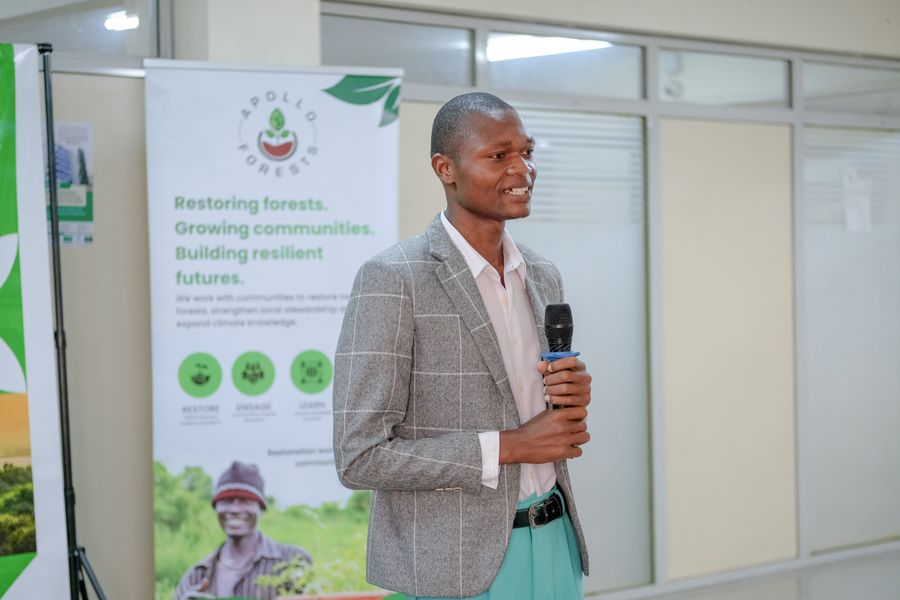 APOLLO
FORESTS
Restoring forests.
Growing communities.
Building resilient
futures.
We work with communities to restore
forests, strengthen local stewardship
expand climate knowledge.
RESTORE ENGAGE LEARN
Restoration